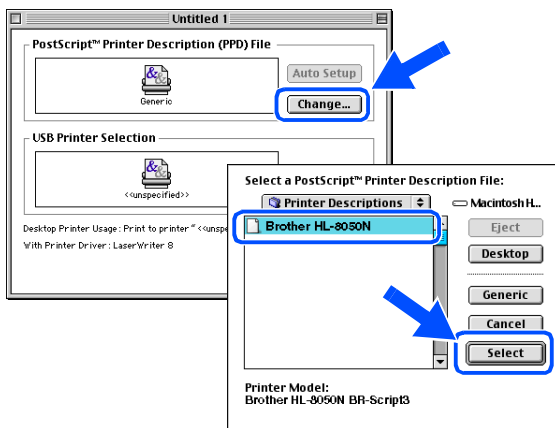 Untitled 1
PostScript™ Printer Description (PPD) File
Generic
Auto Setup
Change...
USB Printer Selection
<<unspecified>>
Desktop Printer Usage: Print to printer "<<unspe
With Printer Driver: LaserWriter 8
Select a PostScript™ Printer Description File:
Printer Descriptions
Macintosh H...
Brother HL-8050N
Eject
Desktop
Generic
Cancel
Select
Printer Model:
Brother HL-8050N BR-Script3